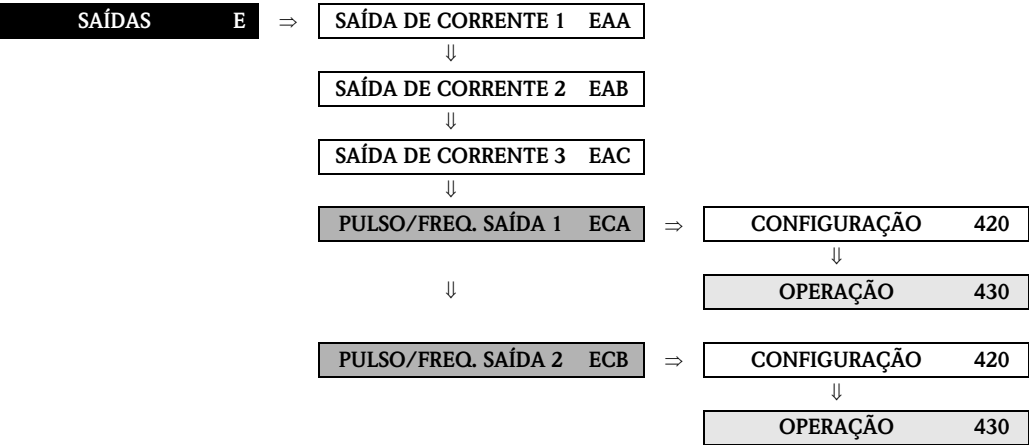 SAÍDAS E ⇒ SAÍDA DE CORRENTE 1 EAA
⇓
SAÍDA DE CORRENTE 2 EAB
⇓
SAÍDA DE CORRENTE 3 EAC
⇓
PULSO/FREQ. SAÍDA 1 ECA ⇒ CONFIGURAÇÃO 420
⇓
⇓ OPERAÇÃO 430
PULSO/FREQ. SAÍDA 2 ECB ⇒ CONFIGURAÇÃO 420
⇓
OPERAÇÃO 430